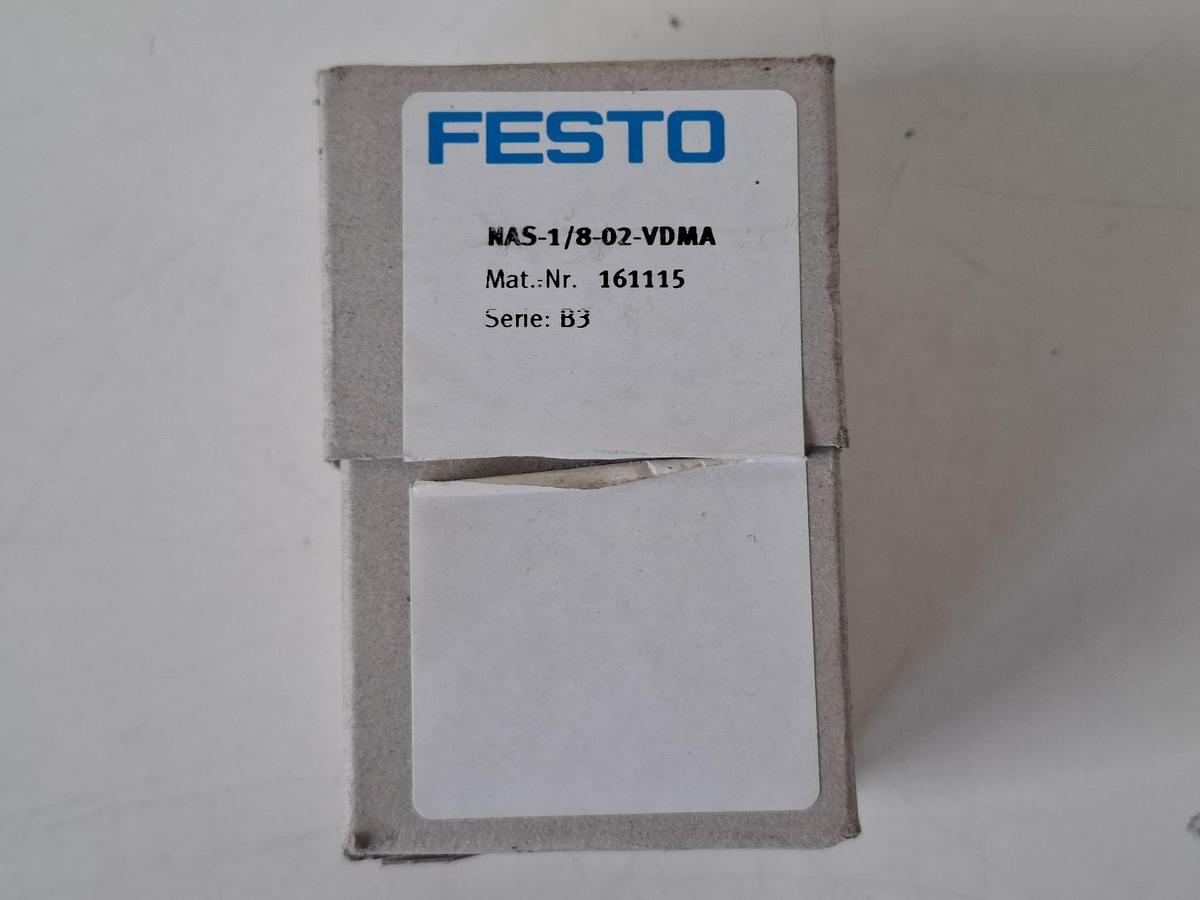 FESTO
NAS-1/8-02-VDMA
Mat.-Nr. 161115
Serie: B3